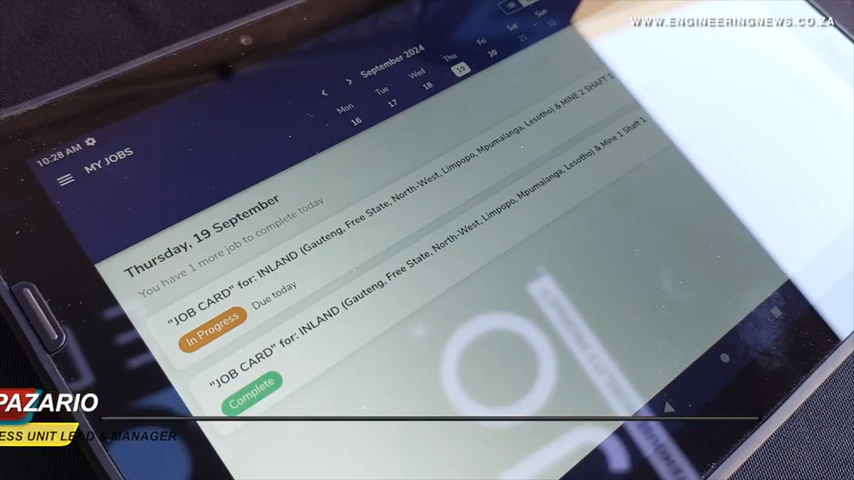 WWW.ENGINEERINGNEWS.CO.ZA
10:28 AM
MY JOBS
September 2024
Mon Tue Wed Thu Fri Sat Sun
16 17 18 19 20 21 22
Thursday, 19 September
You have 1 more job to complete today
"JOB CARD" for: INLAND (Gauteng, Free State, North-West, Limpopo, Mpumalanga, Lesotho) & MINE 2 SHAFT 1
In Progress Due today
"JOB CARD" for: INLAND (Gauteng, Free State, North-West, Limpopo, Mpumalanga, Lesotho) & Mine 1 Shaft 1
Complete
PAZARIO
ESS UNIT LEAD & MANAGER